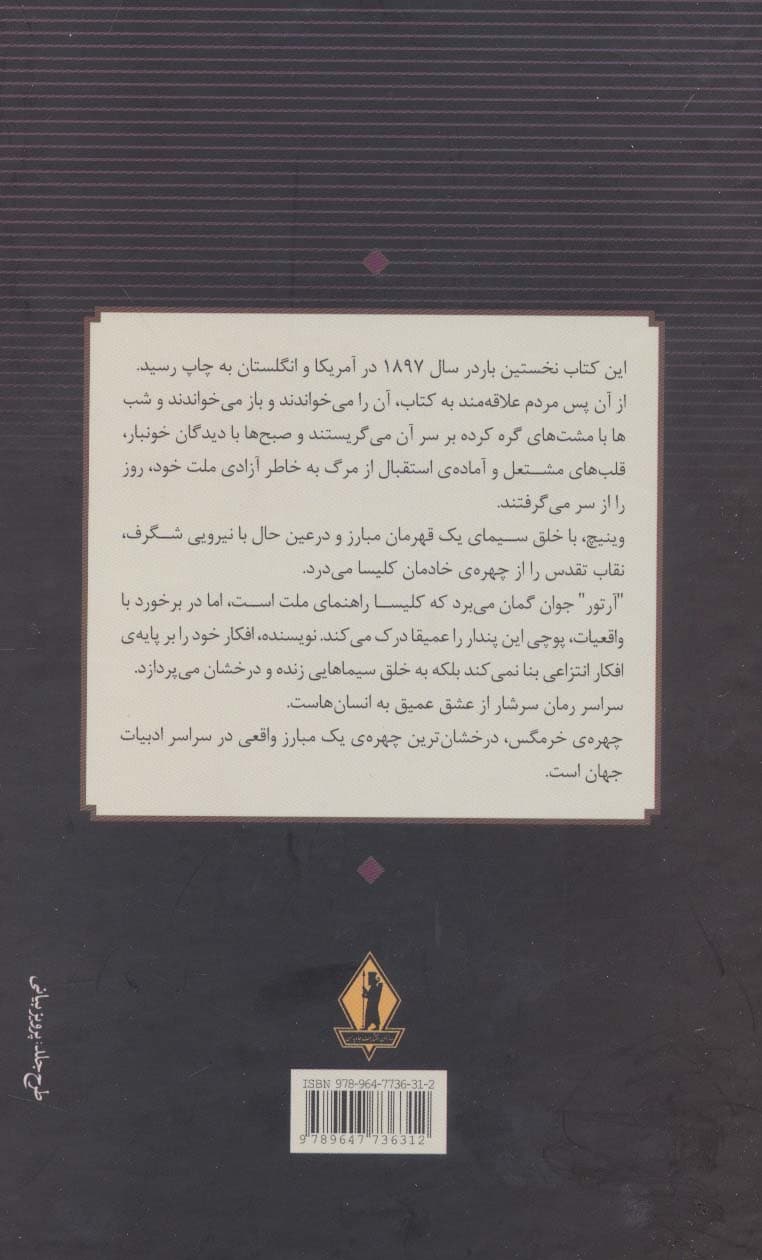 این کتاب نخستین باردر سال ۱۸۹۷ در آمریکا و انگلستان به چاپ رسید.
از آن پس مردم علاقه‌مند به کتاب، آن را می‌خواندند و باز می‌خواندند و شب
ها با مشت‌های گره کرده بر سر آن می‌گریستند و صبح‌ها با دیدگان خونبار،
قلب‌های مشتعل و آماده‌ی استقبال از مرگ به خاطر آزادی ملت خود، روز
را از سر می‌گرفتند.
وینیچ، با خلق سیمای یک قهرمان مبارز و درعین حال با نیرویی شگرف،
نقاب تقدس را از چهره‌ی خادمان کلیسا می‌درد.
"آرتور" جوان گمان می‌برد که کلیسا راهنمای ملت است، اما در برخورد با
واقعیات، پوچی این پندار را عمیقا درک می‌کند. نویسنده، افکار خود را بر پایه‌ی
افکار انتزاعی بنا نمی‌کند بلکه به خلق سیماهایی زنده و درخشان می‌پردازد.
سراسر رمان سرشار از عشق عمیق به انسان‌هاست.
چهره‌ی خرمگس، درخشان‌ترین چهره‌ی یک مبارز واقعی در سراسر ادبیات
جهان است.
طرح جلد: پرویز بیانی
ISBN 978-964-7736-31-2
9 789647 736312